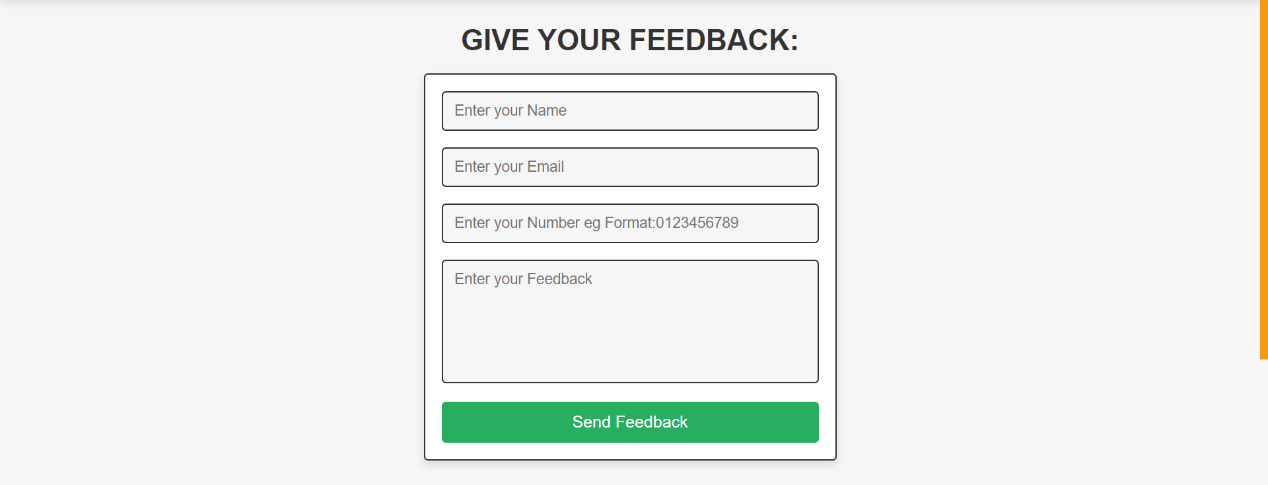 GIVE YOUR FEEDBACK:
Enter your Name
Enter your Email
Enter your Number eg Format:0123456789
Enter your Feedback
Send Feedback